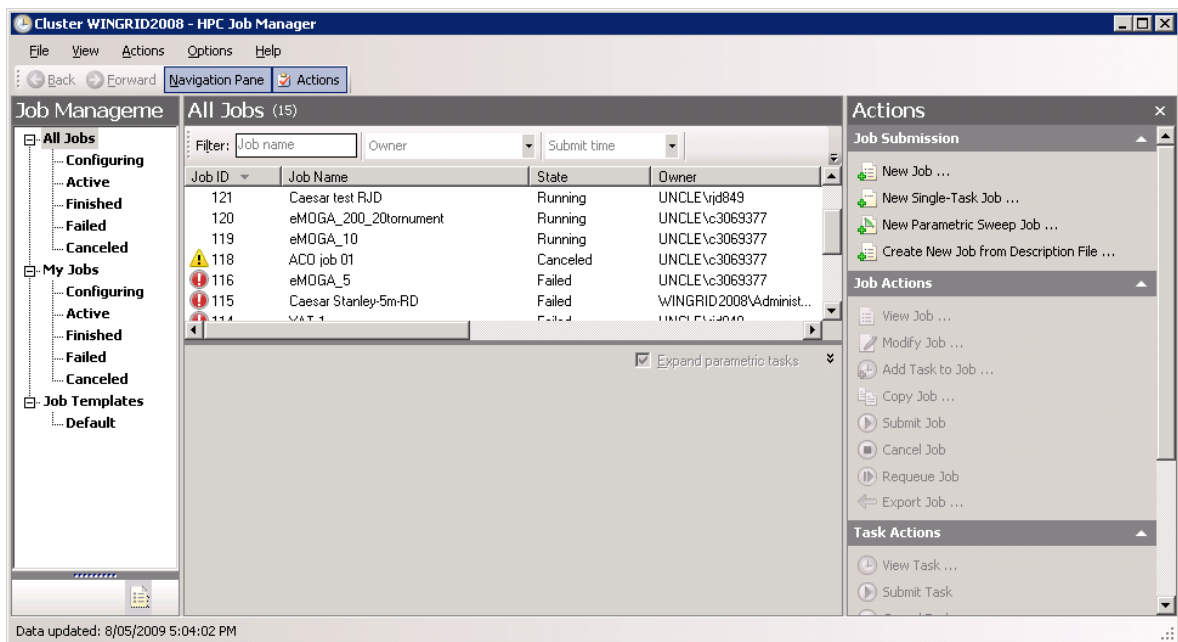 Cluster WINGRID2008 - HPC Job Manager
File View Actions Options Help
Back Forward Navigation Pane Actions
Job Manageme
All Jobs
Configuring
Active
Finished
Failed
Canceled
My Jobs
Configuring
Active
Finished
Failed
Canceled
Job Templates
Default
All Jobs (15)
Filter: Job name Owner Submit time
Job ID Job Name State Owner
121 Caesar test RJD Running UNCLE\rjd849
120 eMOGA_200_20tornument Running UNCLE\c3069377
119 eMOGA_10 Running UNCLE\c3069377
118 ACO job 01 Canceled UNCLE\c3069377
116 eMOGA_5 Failed UNCLE\c3069377
115 Caesar Stanley-5m-RD Failed WINGRID2008\Administ...
Expand parametric tasks
Actions
Job Submission
New Job ...
New Single-Task Job ...
New Parametric Sweep Job ...
Create New Job from Description File ...
Job Actions
View Job ...
Modify Job ...
Add Task to Job ...
Copy Job ...
Submit Job
Cancel Job
Requeue Job
Export Job ...
Task Actions
View Task ...
Submit Task
Data updated: 8/05/2009 5:04:02 PM